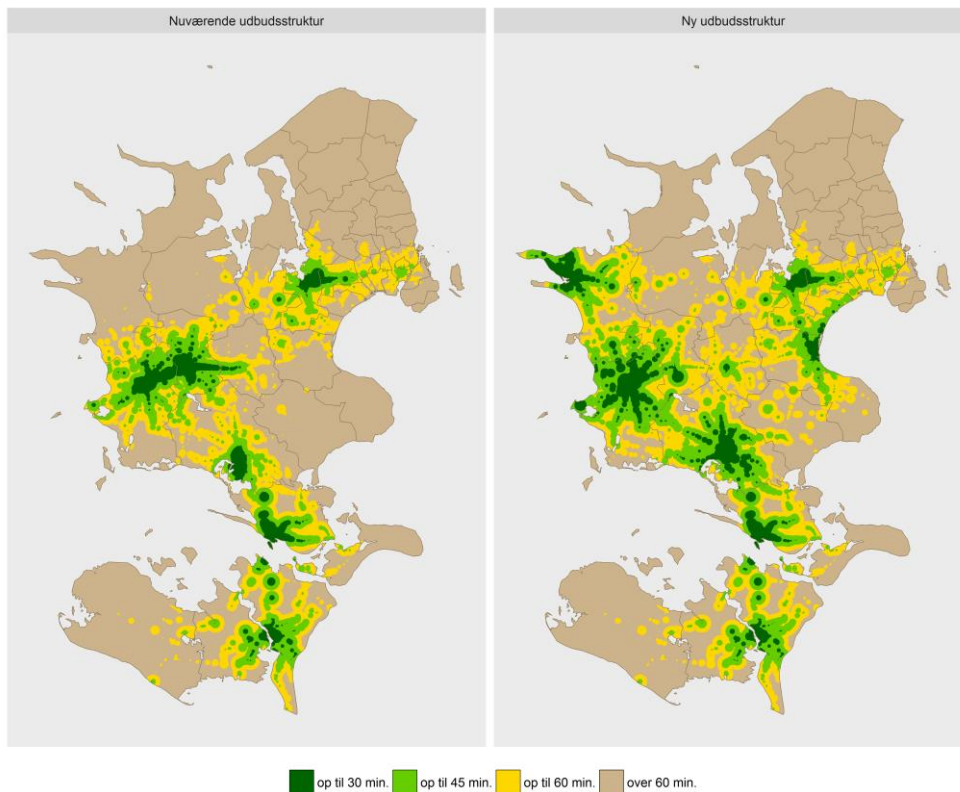 Nuværende udbudsstruktur
Ny udbudsstruktur
op til 30 min. op til 45 min. op til 60 min. over 60 min.